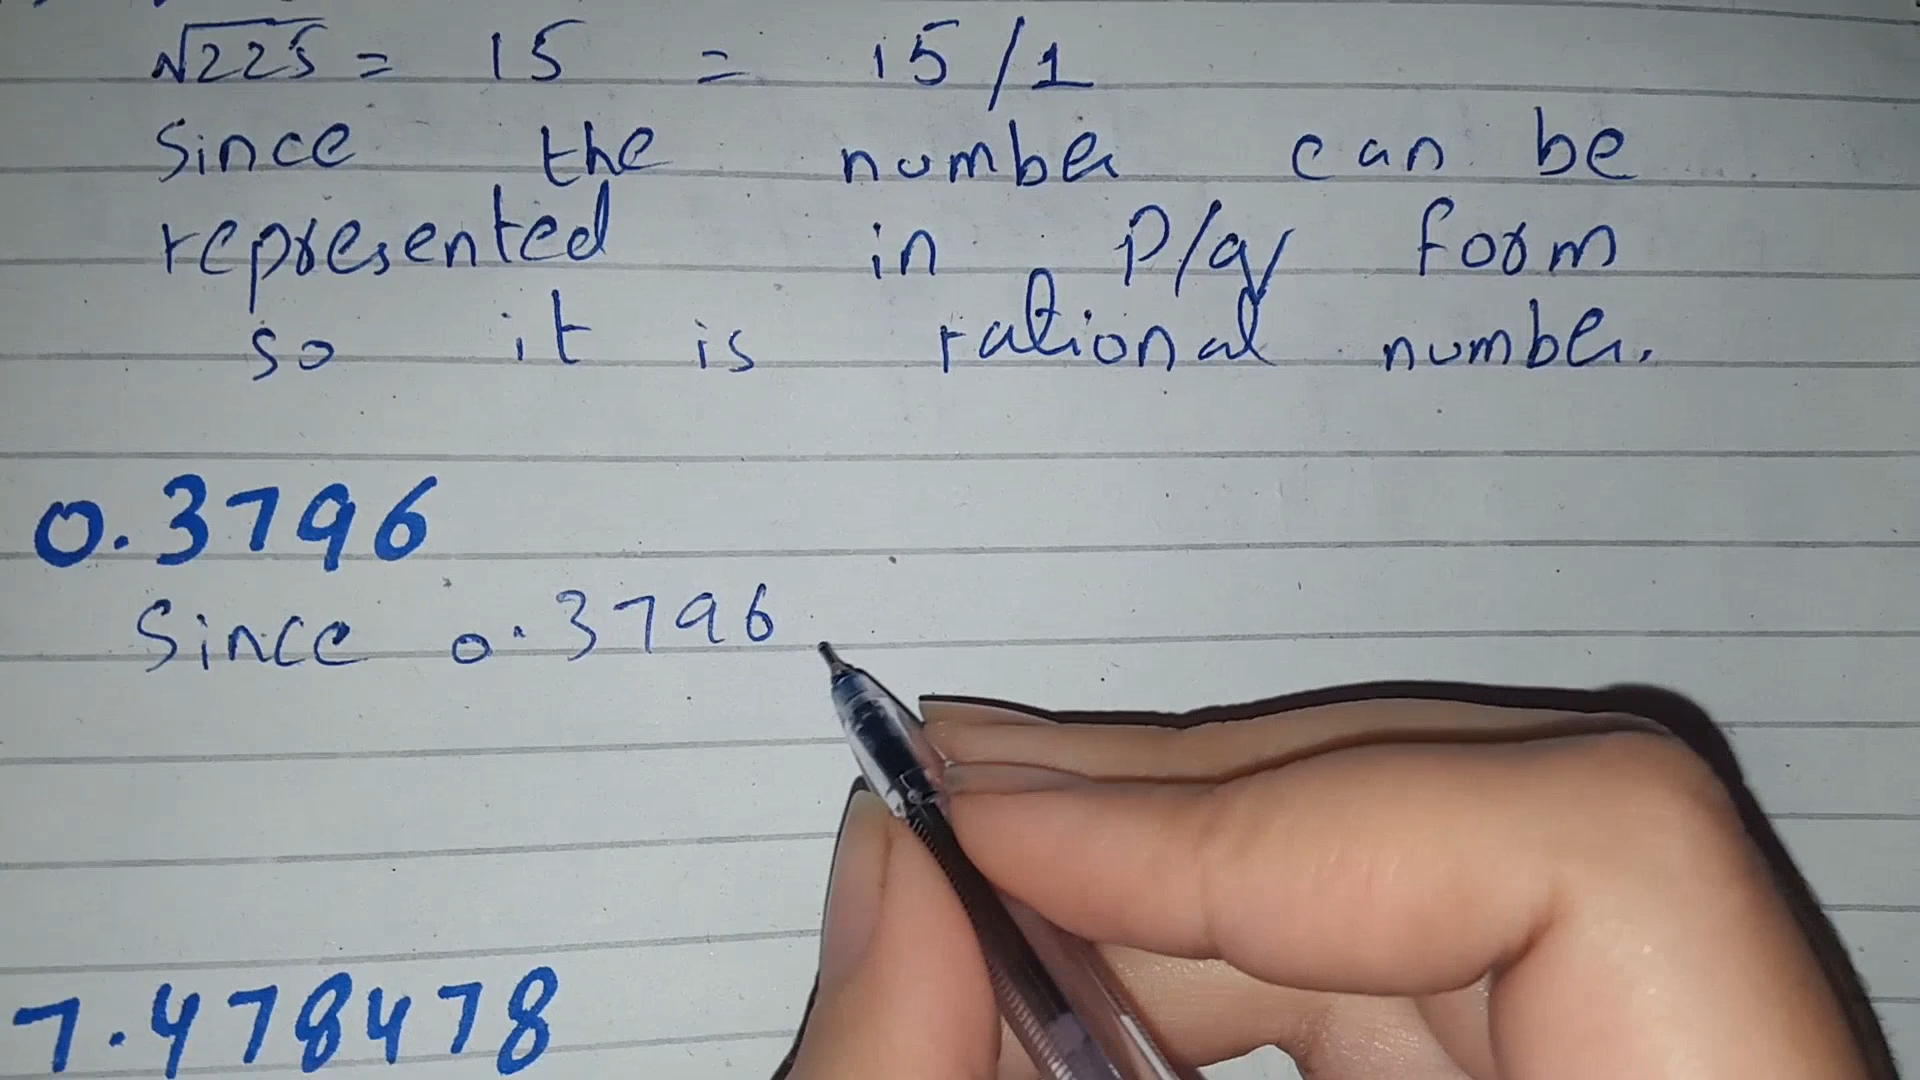 √225 = 15 = 15/1
Since the number can be
represented in P/q form
so it is rational number.
0.3796
Since 0.3796
7.478478